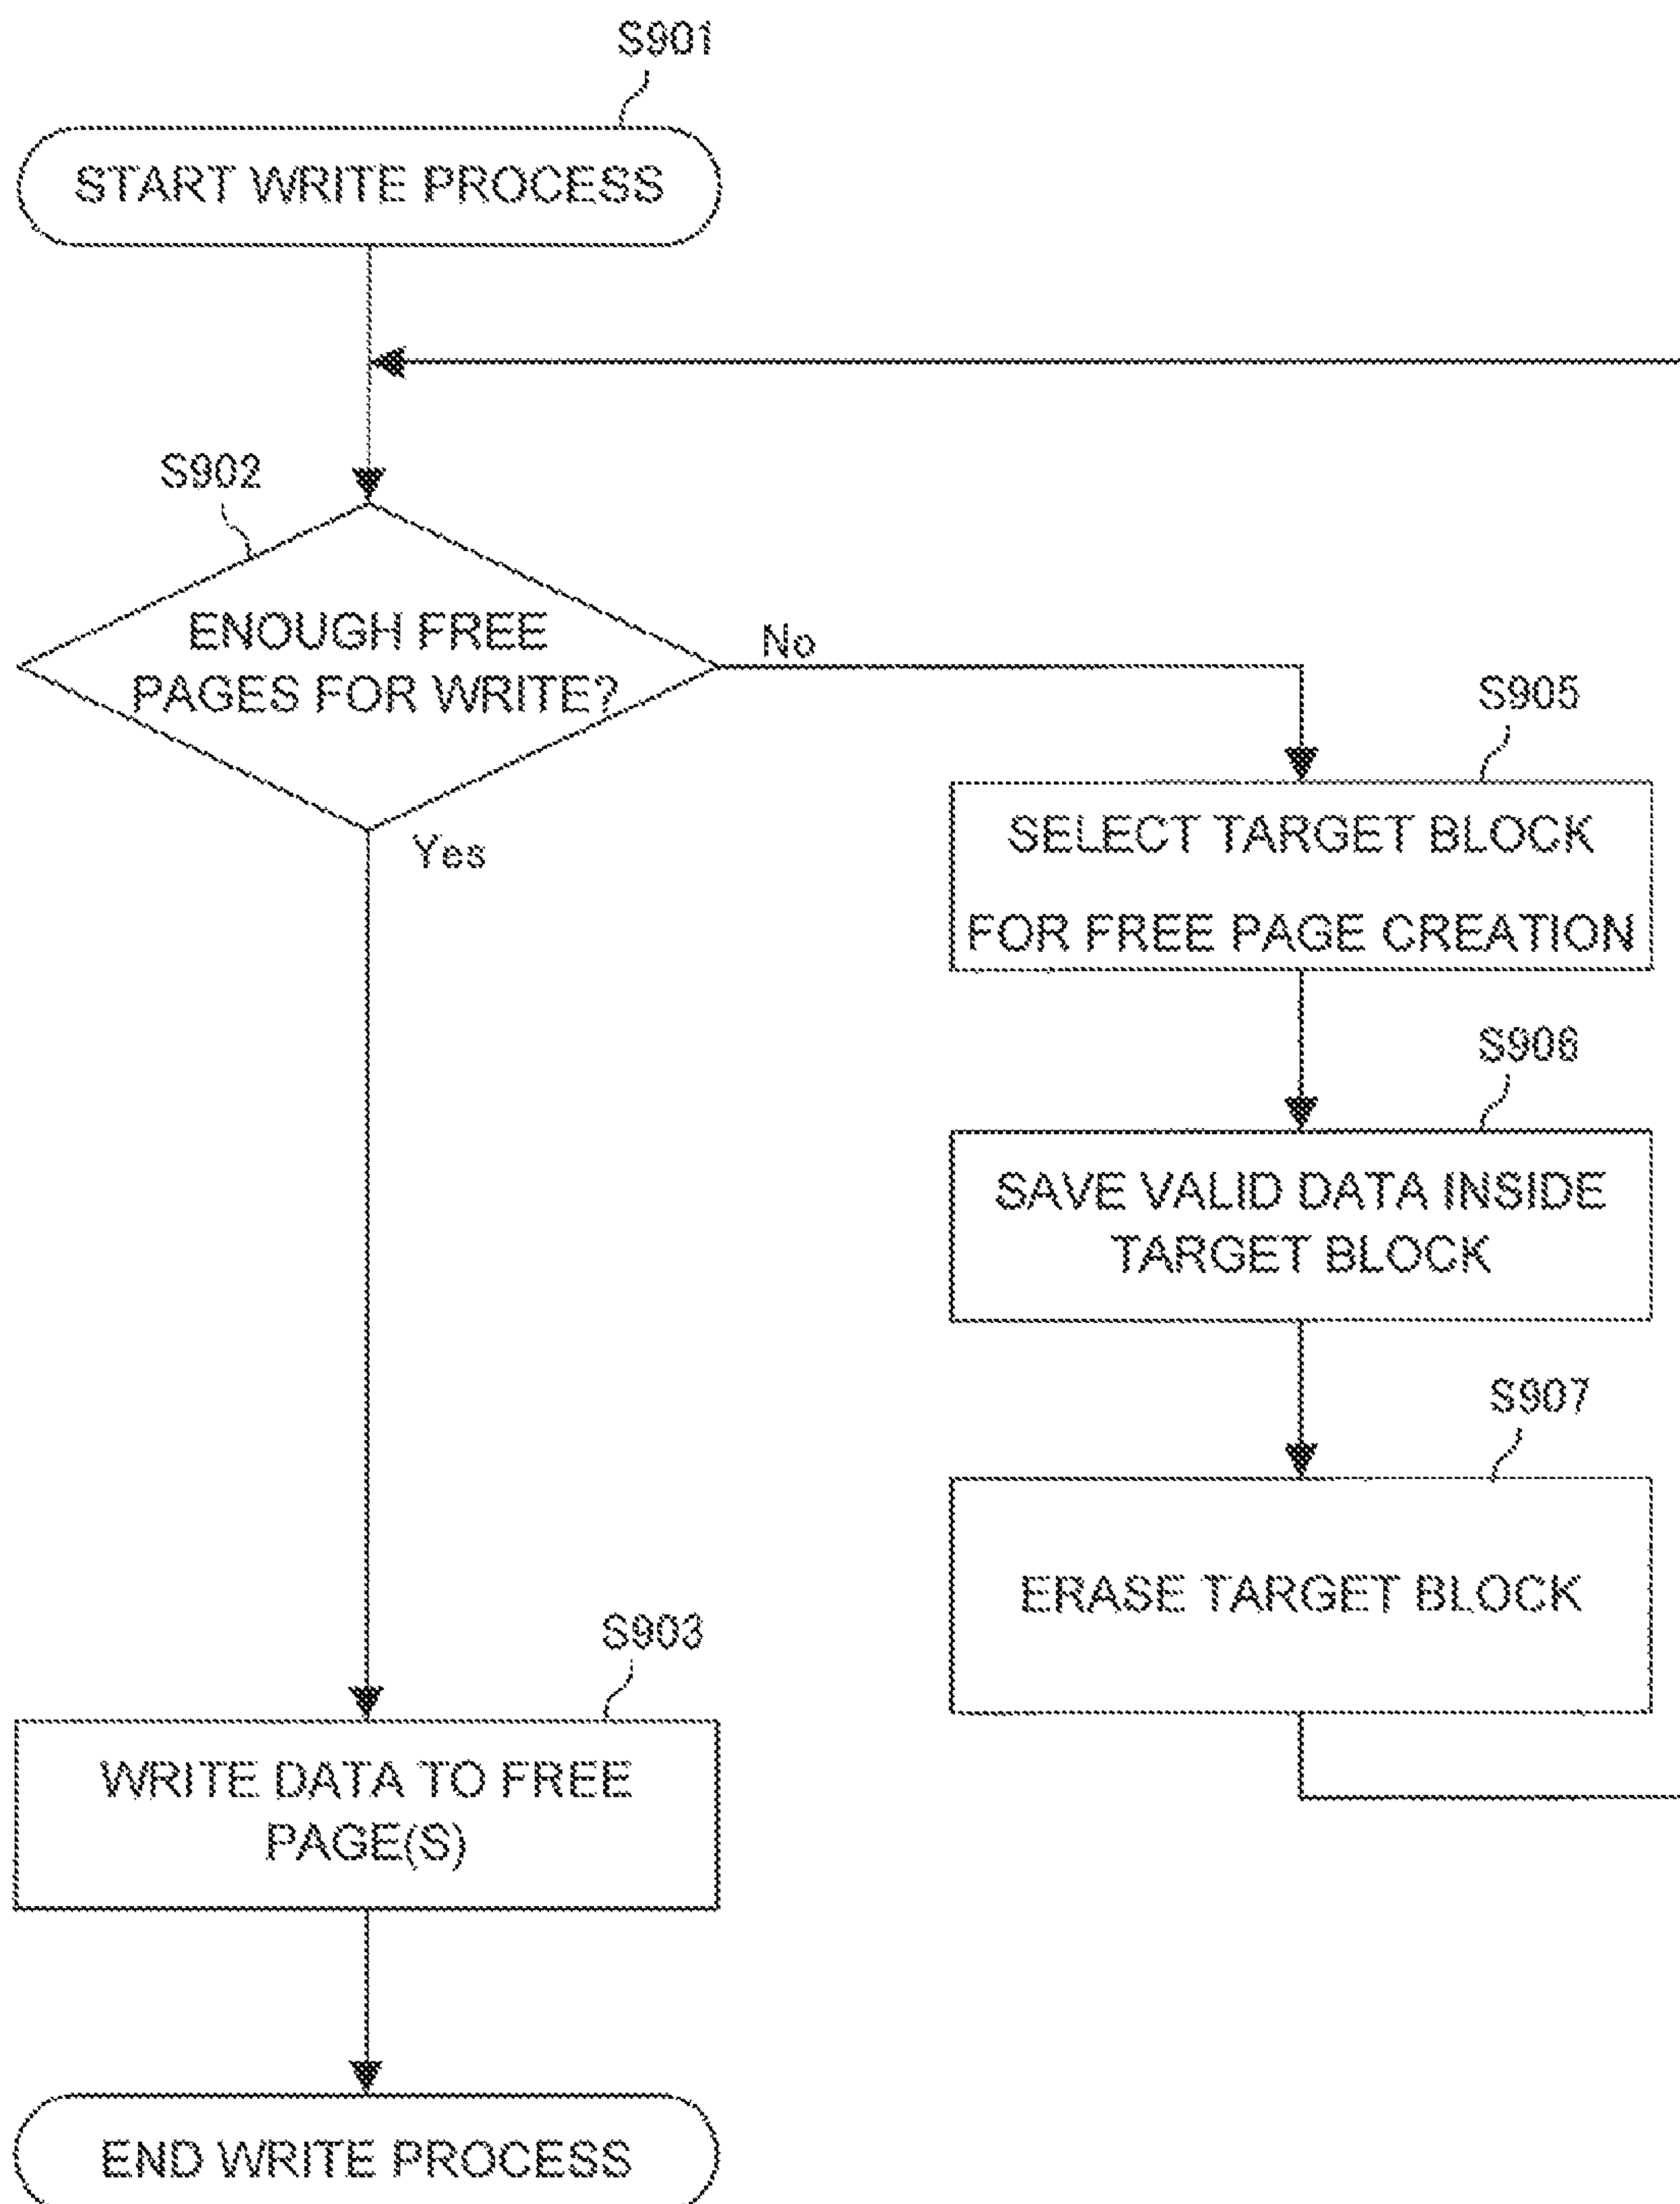 S901
START WRITE PROCESS
S902
ENOUGH FREE
PAGES FOR WRITE?
No
Yes
S905
SELECT TARGET BLOCK
FOR FREE PAGE CREATION
S906
SAVE VALID DATA INSIDE
TARGET BLOCK
S907
ERASE TARGET BLOCK
S903
WRITE DATA TO FREE
PAGE(S)
END WRITE PROCESS